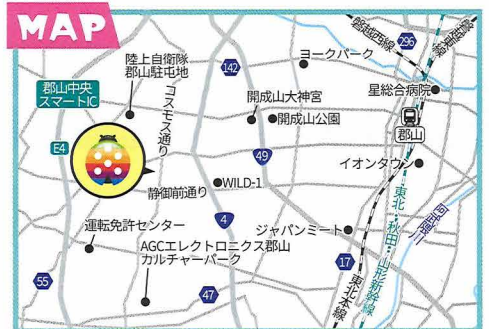 MAP
磐越西線
296
磐越東線
ヨークパーク
陸上自衛隊
郡山駐屯地
142
星総合病院
郡山中央
スマートIC
コスモス通り
開成山大神宮
開成山公園
郡山
E4
49
イオンタウン
静御前通り
WILD-1
東北・秋田・山形新幹線
阿武隈川
4
運転免許センター
ジャパンミート
AGCエレクトロニクス郡山
カルチャーパーク
17
55
47
東北本線